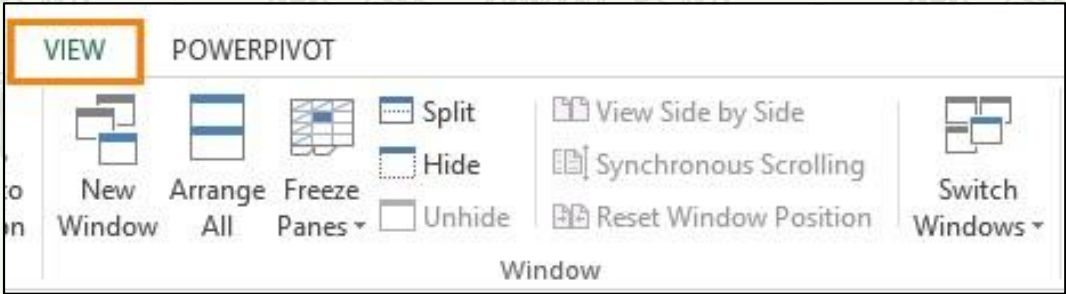 VIEW POWERPIVOT
New Window
Arrange All
Freeze Panes
Split
Hide
Unhide
View Side by Side
Synchronous Scrolling
Reset Window Position
Switch Windows
Window